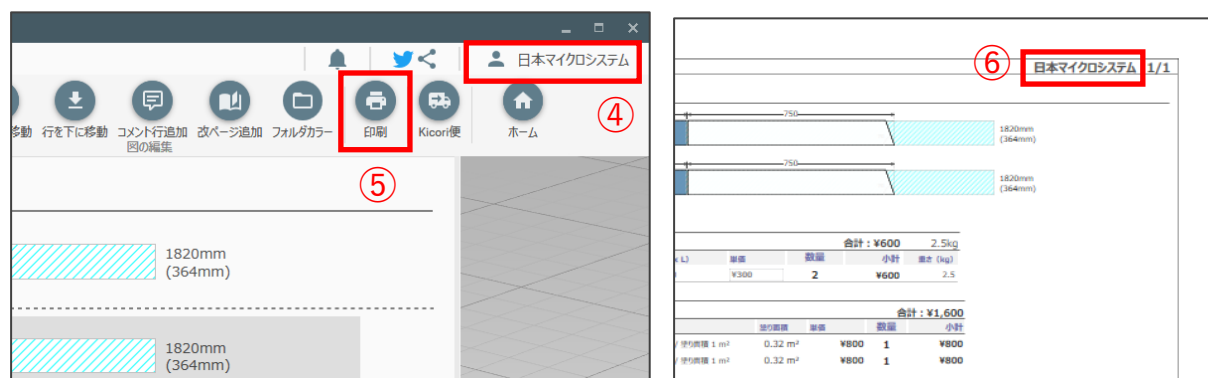 日本マイクロシステム
④
移動 行を下に移動 コメント行追加 改ページ追加 フォルダカラー 印刷 Kicori便 ホーム
図の編集
⑤
1820mm
(364mm)
1820mm
(364mm)
⑥ 日本マイクロシステム 1/1
750
1820mm
(364mm)
750
1820mm
(364mm)
合計：¥600 2.5kg
x L) 単価 数量 小計 重さ (kg)
¥300 2 ¥600 2.5
合計：¥1,600
塗り面積 単価 数量 小計
/ 塗り面積 1 m² 0.32 m² ¥800 1 ¥800
/ 塗り面積 1 m² 0.32 m² ¥800 1 ¥800